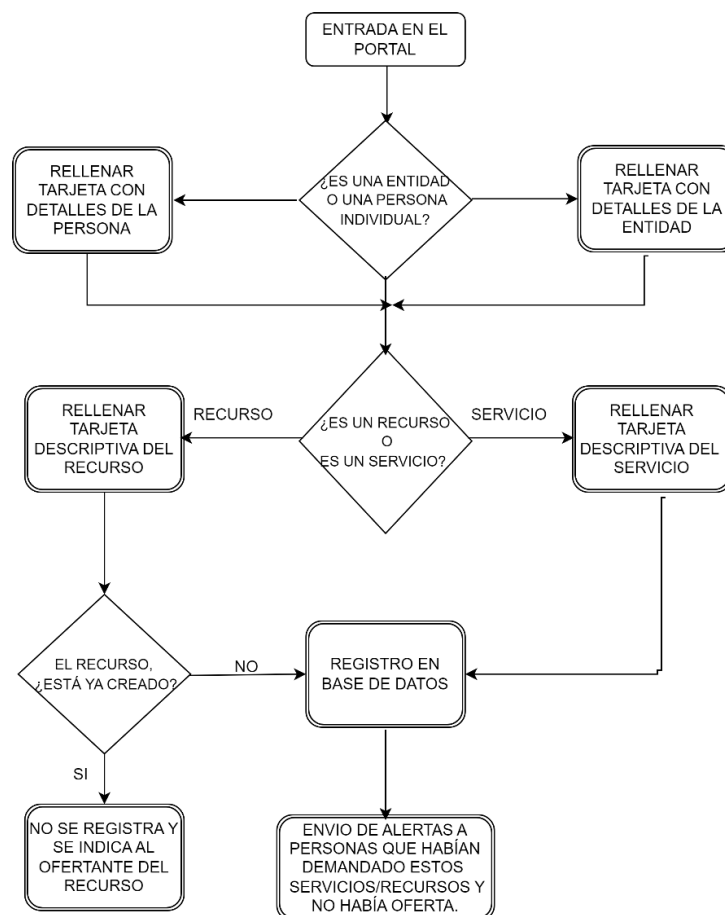 ENTRADA EN EL
PORTAL
¿ES UNA ENTIDAD
O UNA PERSONA
INDIVIDUAL?
RELLENAR
TARJETA CON
DETALLES DE LA
PERSONA
RELLENAR
TARJETA CON
DETALLES DE LA
ENTIDAD
¿ES UN RECURSO
O
ES UN SERVICIO?
RECURSO
SERVICIO
RELLENAR
TARJETA
DESCRIPTIVA DEL
RECURSO
RELLENAR
TARJETA
DESCRIPTIVA DEL
SERVICIO
EL RECURSO,
¿ESTÁ YA CREADO?
NO
REGISTRO EN
BASE DE DATOS
SI
NO SE REGISTRA Y
SE INDICA AL
OFERTANTE DEL
RECURSO
ENVIO DE ALERTAS A
PERSONAS QUE HABÍAN
DEMANDADO ESTOS
SERVICIOS/RECURSOS Y
NO HABÍA OFERTA.